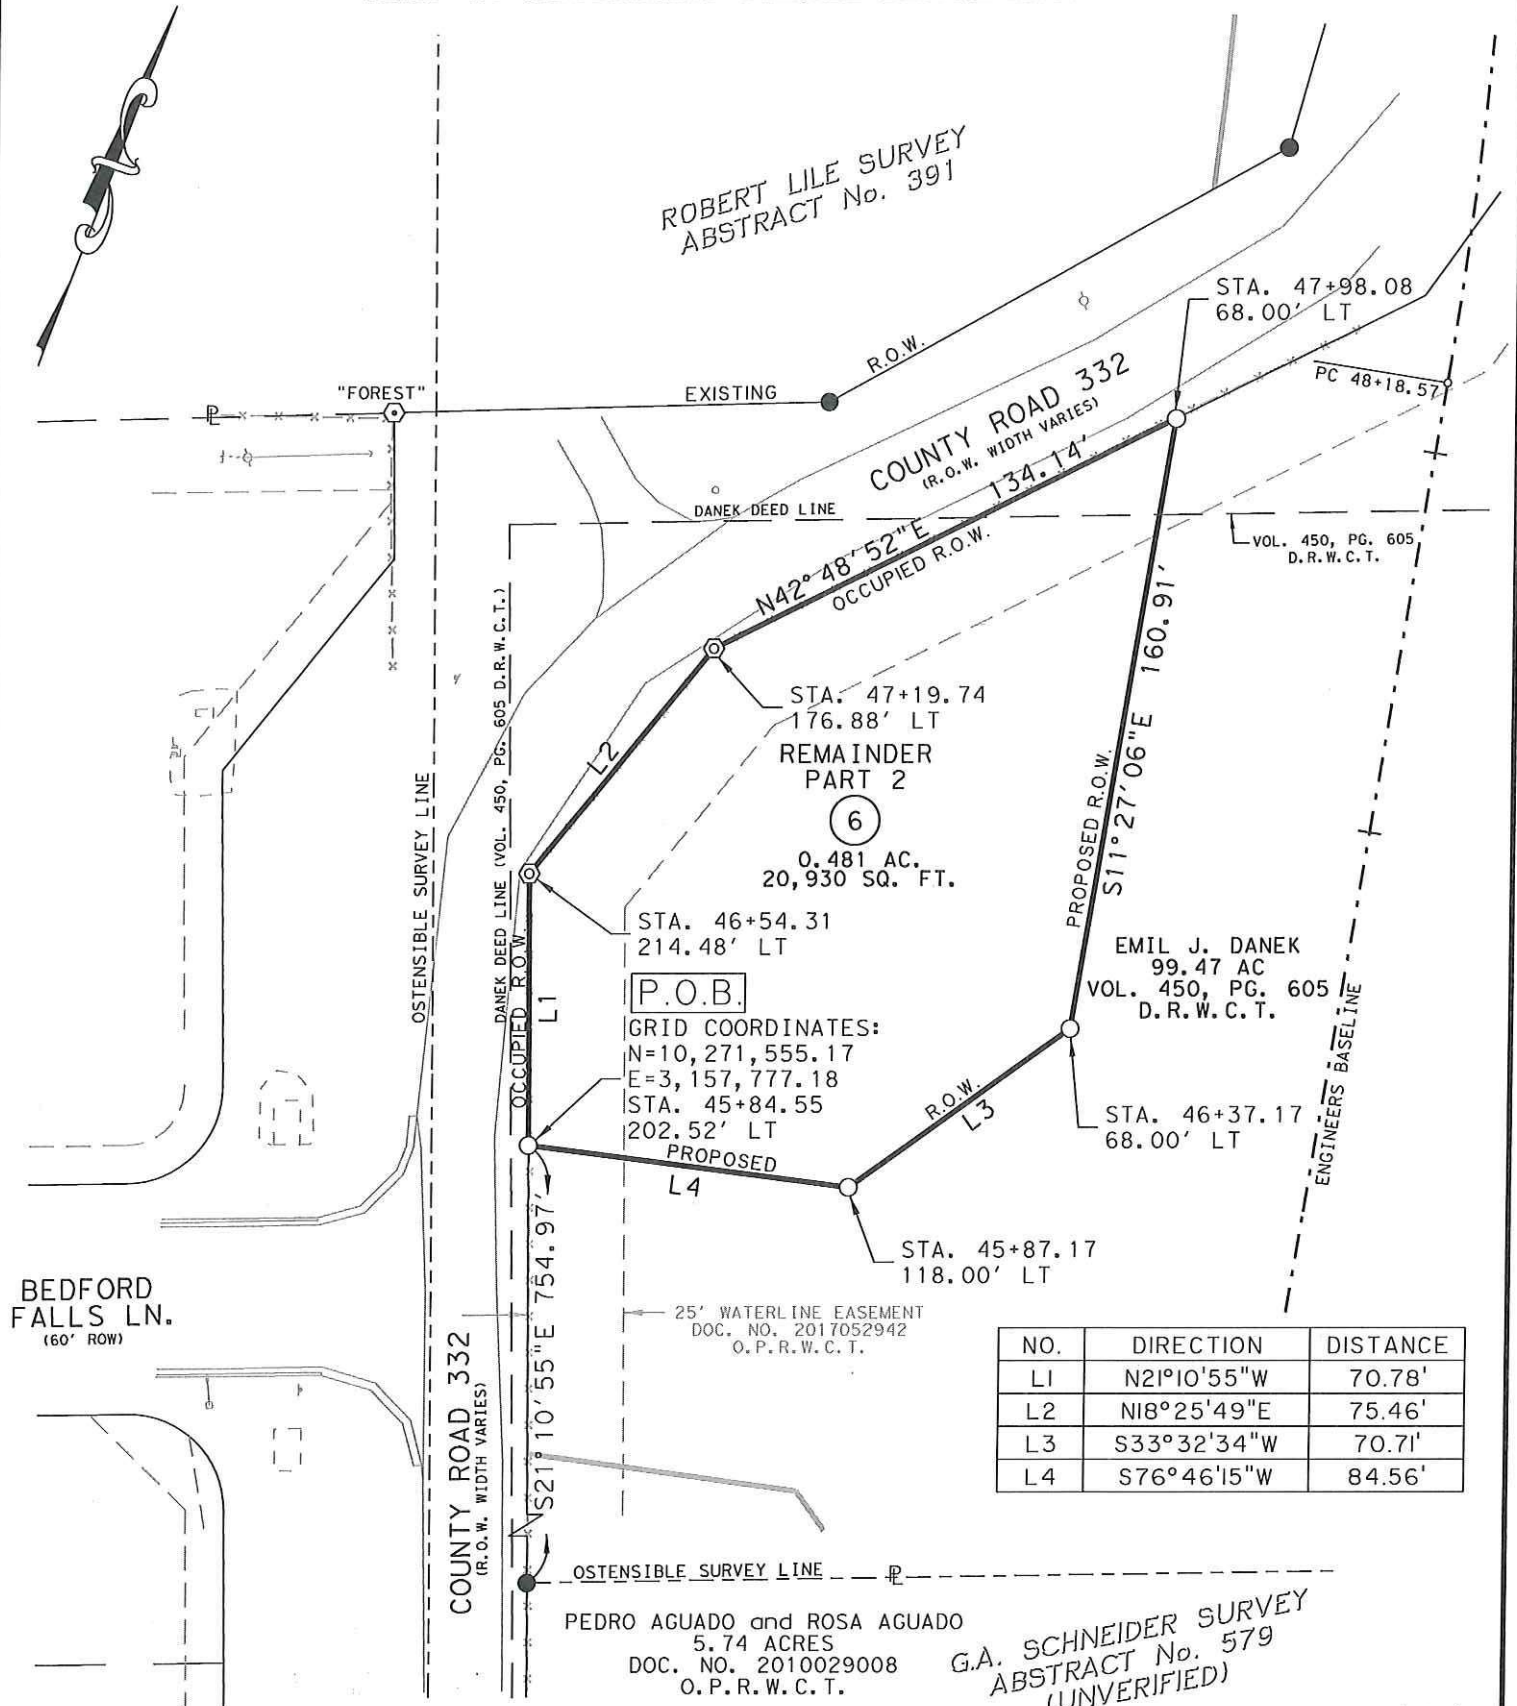 ROBERT LILE SURVEY
ABSTRACT No. 391
STA. 47+98.08
68.00' LT
"FOREST"
EXISTING
R.O.W.
PC 48+18.57
COUNTY ROAD 332
(R.O.W. WIDTH VARIES)
134.14'
N42°48'52"E
OCCUPIED R.O.W.
DANEK DEED LINE
VOL. 450, PG. 605
D.R.W.C.T.
DANEK DEED LINE (VOL. 450, PG. 605 D.R.W.C.T.)
OSTENSIBLE SURVEY LINE
L2
STA. 47+19.74
176.88' LT
REMAINDER
PART 2
6
0.481 AC.
20,930 SQ. FT.
PROPOSED R.O.W.
S11°27'06"E 160.91'
STA. 46+54.31
214.48' LT
OCCUPIED R.O.W.
L1
P.O.B.
GRID COORDINATES:
N=10,271,555.17
E=3,157,777.18
STA. 45+84.55
202.52' LT
EMIL J. DANEK
99.47 AC
VOL. 450, PG. 605
D.R.W.C.T.
ENGINEERS BASELINE
R.O.W.
L3
STA. 46+37.17
68.00' LT
PROPOSED
L4
STA. 45+87.17
118.00' LT
S21°10'55"E 754.97'
BEDFORD
FALLS LN.
(60' ROW)
25' WATERLINE EASEMENT
DOC. NO. 2017052942
O.P.R.W.C.T.
COUNTY ROAD 332
(R.O.W. WIDTH VARIES)
NO. DIRECTION DISTANCE
L1 N21°10'55"W 70.78'
L2 N18°25'49"E 75.46'
L3 S33°32'34"W 70.71'
L4 S76°46'15"W 84.56'
OSTENSIBLE SURVEY LINE
PEDRO AGUADO and ROSA AGUADO
5.74 ACRES
DOC. NO. 2010029008
O.P.R.W.C.T.
G.A. SCHNEIDER SURVEY
ABSTRACT No. 579
(UNVERIFIED)